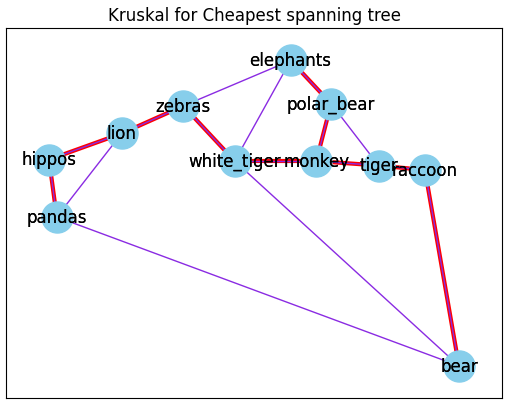 Kruskal for Cheapest spanning tree
elephants
zebras
polar_bear
lion
hippos
white_tiger
monkey
tiger
raccoon
pandas
bear